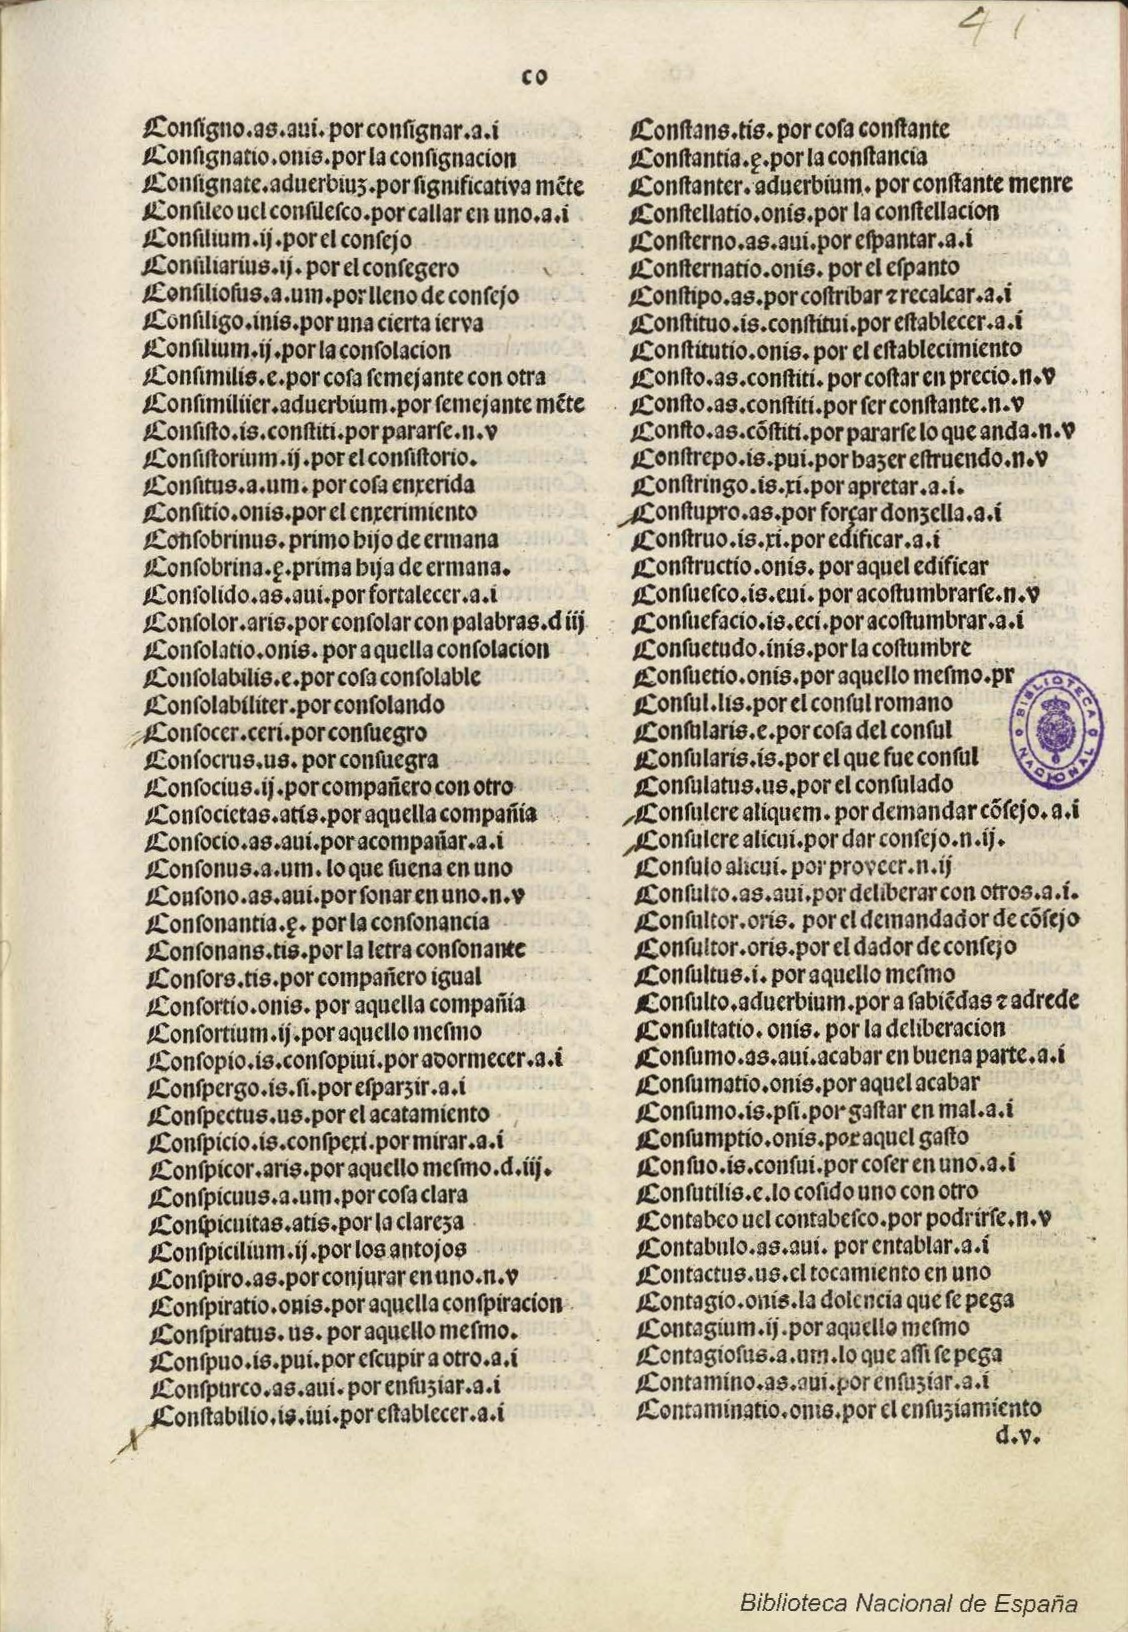 41
co
Consigno.as.aui.por consignar.a.i
Consignatio.onis.por la consignacion
Consignate.aduerbiuʒ.por significativa mẽte
Consileo uel consilesco.por callar en uno.a.i
Consilium.ij.por el consejo
Consiliarius.ij.por el consegero
Consiliosus.a.um.por lleno de consejo
Consiligo.inis.por una cierta ierva
Consilium.ij.por la consolacion
Consimilis.e.por cosa semejante con otra
Consimiliier.aduerbium.por semejante mẽte
Consisto.is.constiti.por pararse.n.v
Consistorium.ij.por el consistorio.
Consitus.a.um.por cosa enxerida
Consitio.onis.por el enxerimiento
Consobrinus.primo hijo de ermana
Consobrina.ę.prima hija de ermana.
Consolido.as.aui.por fortalecer.a.i
Consolor.aris.por consolar con palabras.d iij
Consolatio.onis.por aquella consolacion
Consolabilis.e.por cosa consolable
Consolabiliter.por consolando
Consocer.ceri.por consuegro
Consocrus.us.por consuegra
Consocius.ij.por compañero con otro
Consocietas.atis.por aquella compañia
Consocio.as.aui.por acompañar.a.i
Consonus.a.um.lo que suena en uno
Consono.as.aui.por sonar en uno.n.v
Consonantia.ę.por la consonancia
Consonans.tis.por la letra consonante
Consors.tis.por compañero igual
Consortio.onis.por aquella compañia
Consortium.ij.por aquello mesmo
Consopio.is.consopiui.por adormecer.a.i
Conspergo.is.si.por esparzir.a.i
Conspectus.us.por el acatamiento
Conspicio.is.conspexi.por mirar.a.i
Conspicor.aris.por aquello mesmo.d.iij.
Conspicuus.a.um.por cosa clara
Conspicuitas.atis.por la clareza
Conspicilium.ij.por los antojos
Conspiro.as.por conjurar en uno.n.v
Conspiratio.onis.por aquella conspiracion
Conspiratus.us.por aquello mesmo.
Conspuo.is.pui.por escupir a otro.a.i
Conspurco.as.aui.por ensuziar.a.i
Constabilio.is.iui.por establecer.a.i
Constans.tis.por cosa constante
Constantia.ę.por la constancia
Constanter.aduerbium.por constante menre
Constellatio.onis.por la constellacion
Consterno.as.aui.por espantar.a.i
Consternatio.onis.por el espanto
Constipo.as.por costribar ⁊ recalcar.a.i
Constituo.is.constitui.por establecer.a.i
Constitutio.onis.por el establecimiento
Consto.as.constiti.por costar en precio.n.v
Consto.as.constiti.por ser constante.n.v
Consto.as.cõstiti.por pararse lo que anda.n.v
Constrepo.is.pui.por hazer estruendo.n.v
Constringo.is.xi.por apretar.a.i.
Constupro.as.por forçar donzella.a.i
Construo.is.xi.por edificar.a.i
Constructio.onis.por aquel edificar
Consuesco.is.eui.por acostumbrarse.n.v
Consuefacio.is.eci.por acostumbrar.a.i
Consuetudo.inis.por la costumbre
Consuetio.onis.por aquello mesmo.pr
Consul.lis.por el consul romano
Consularis.e.por cosa del consul
Consularis.is.por el que fue consul
Consulatus.us.por el consulado
Consulere aliquem.por demandar cõsejo.a.i
Consulere alicui.por dar consejo.n.ij.
Consulo alicui.por proveer.n.ij
Consulto.as.aui.por deliberar con otros.a.i.
Consultor.oris.por el demandador de cõsejo
Consultor.oris.por el dador de consejo
Consultus.i.por aquello mesmo
Consulto.aduerbium.por a sabiẽdas ⁊ adrede
Consultatio.onis.por la deliberacion
Consumo.as.aui.acabar en buena parte.a.i
Consumatio.onis.por aquel acabar
Consumo.is.psi.por gastar en mal.a.i
Consumptio.onis.por aquel gasto
Consuo.is.consui.por coser en uno.a.i
Consutilis.e.lo cosido uno con otro
Contabeo uel contabesco.por podrirse.n.v
Contabulo.as.aui.por entablar.a.i
Contactus.us.el tocamiento en uno
Contagio.onis.la dolencia que se pega
Contagium.ij.por aquello mesmo
Contagiosus.a.um.lo que assi se pega
Contamino.as.aui.por ensuziar.a.i
Contaminatio.onis.por el ensuziamiento
d.v.
BIBLIOTECA NACIONAL
Biblioteca Nacional de España